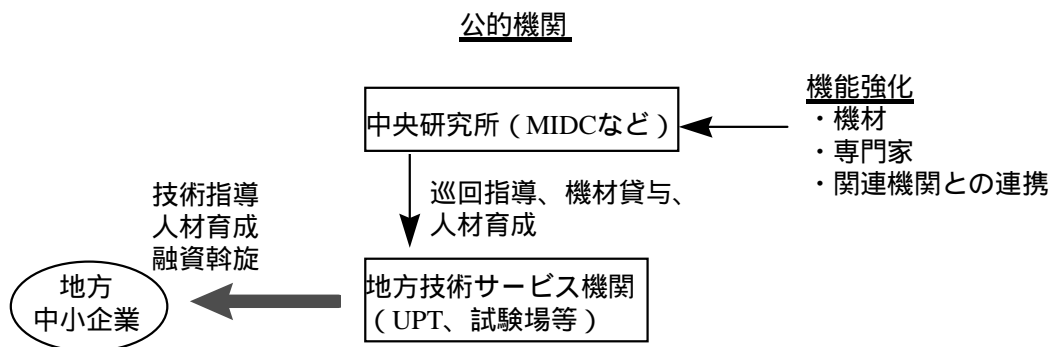 公的機関
機能強化
・機材
・専門家
・関連機関との連携
中央研究所（MIDCなど）
巡回指導、機材貸与、
人材育成
技術指導
人材育成
融資斡旋
地方技術サービス機関
（UPT、試験場等）
地方
中小企業